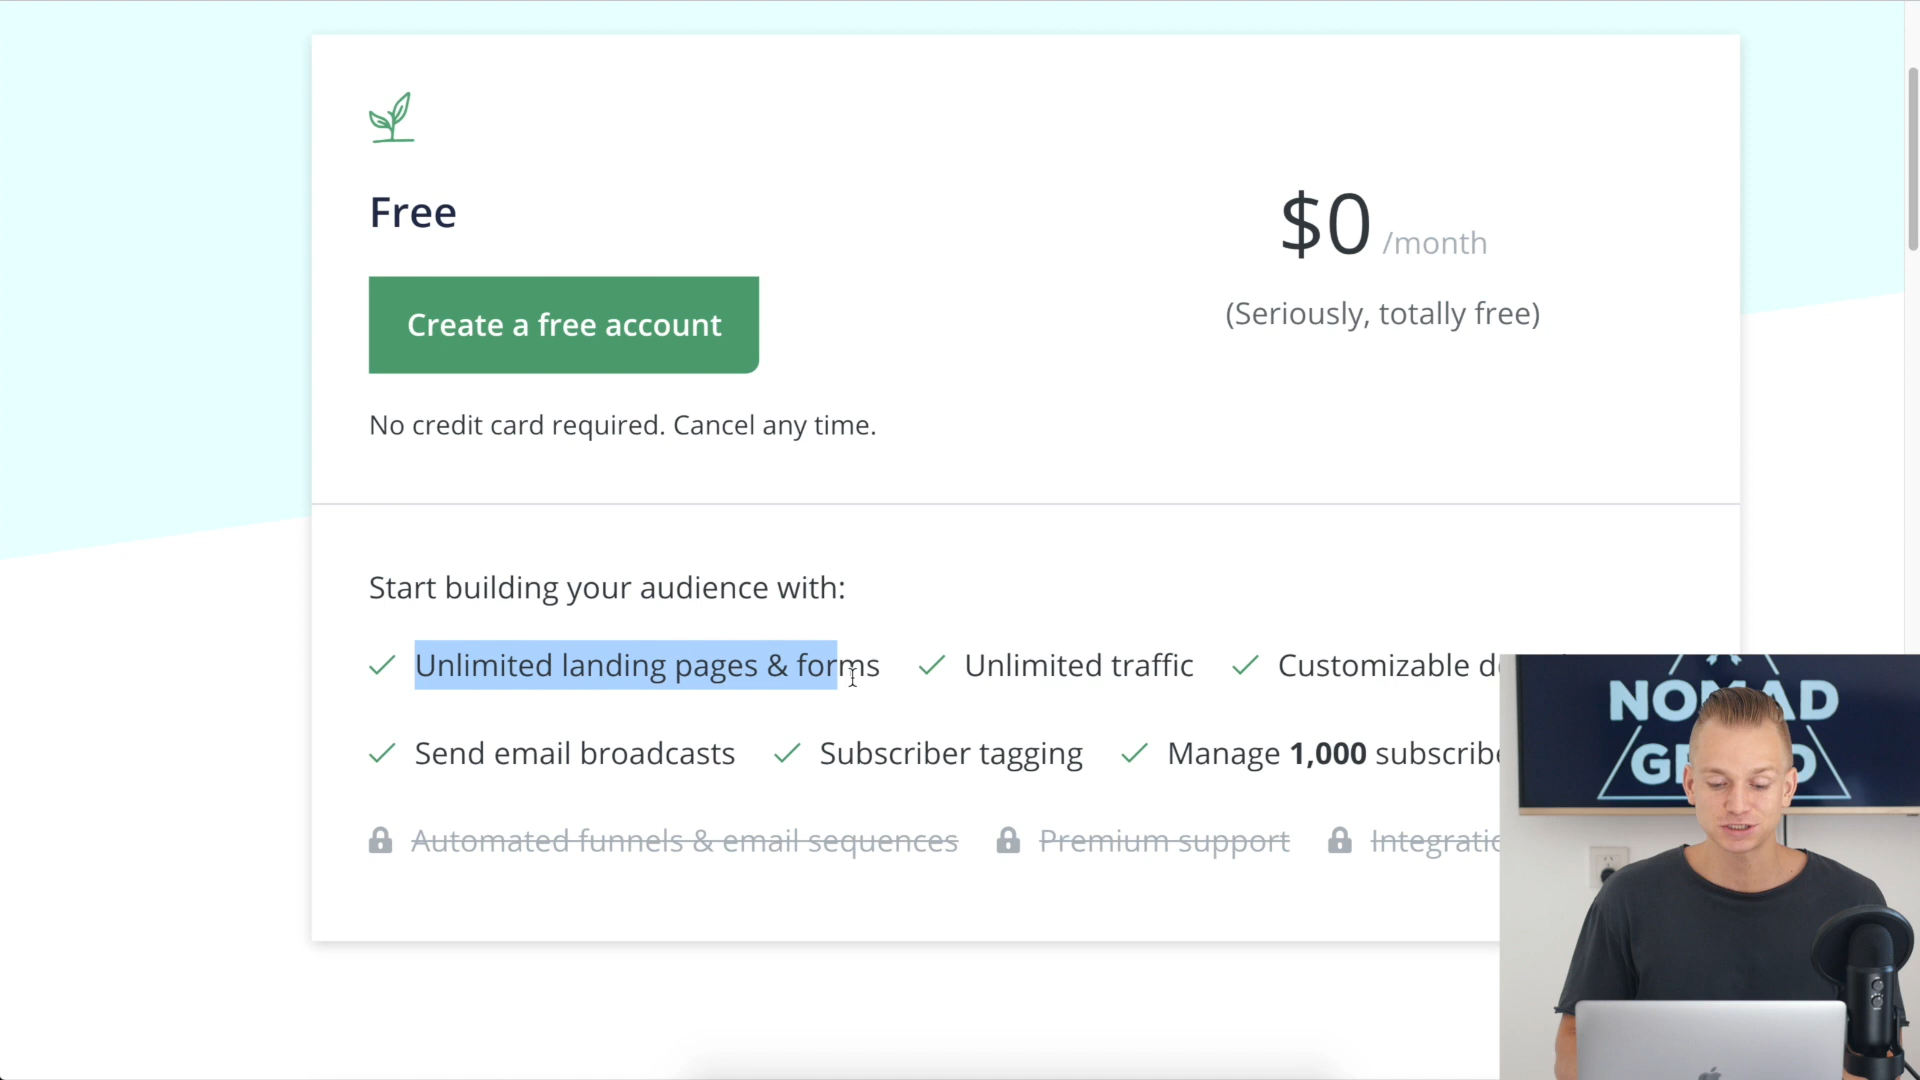 Free
Create a free account
No credit card required. Cancel any time.
$0 /month
(Seriously, totally free)
Start building your audience with:
Unlimited landing pages & forms
Unlimited traffic
Customizable
Send email broadcasts
Subscriber tagging
Manage 1,000
Automated funnels & email sequences
Premium support
NOMAD